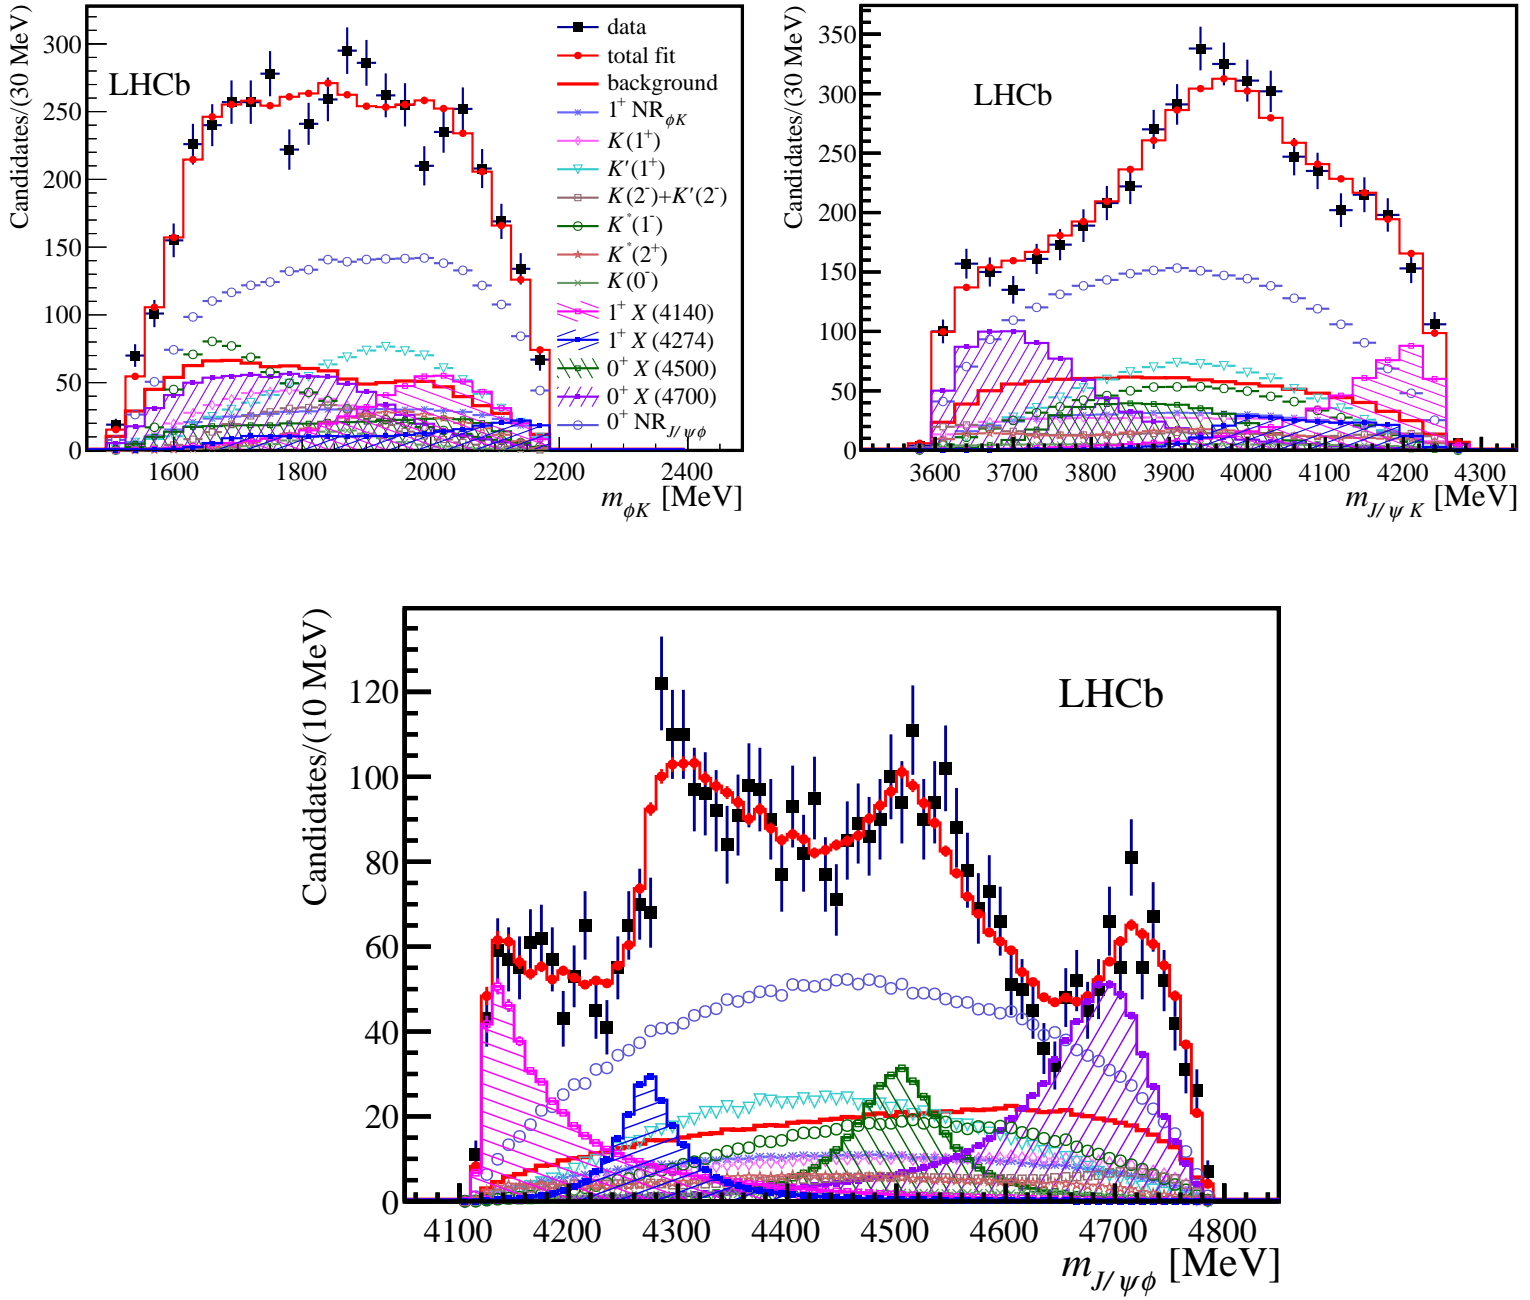 Candidates/(30 MeV)
300
250
200
150
100
50
0
LHCb
data
total fit
background
1⁺ NR_ϕK
K(1⁺)
K′(1⁺)
K(2⁻)+K′(2⁻)
K*(1⁻)
K*(2⁺)
K(0⁻)
1⁺ X(4140)
1⁺ X(4274)
0⁺ X(4500)
0⁺ X(4700)
0⁺ NR_J/ψϕ
1600 1800 2000 2200 2400
m_ϕK [MeV]
Candidates/(30 MeV)
350
300
250
200
150
100
50
0
LHCb
3600 3700 3800 3900 4000 4100 4200 4300
m_J/ψK [MeV]
Candidates/(10 MeV)
120
100
80
60
40
20
0
LHCb
4100 4200 4300 4400 4500 4600 4700 4800
m_J/ψϕ [MeV]